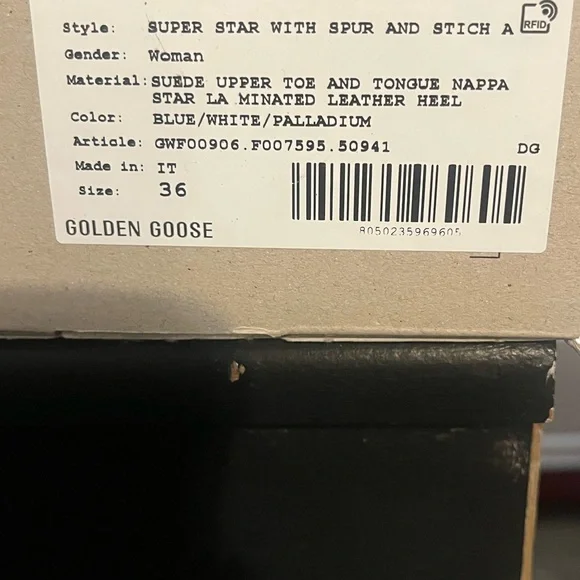 Style: SUPER STAR WITH SPUR AND STICH A
RFID
Gender: Woman
Material: SUEDE UPPER TOE AND TONGUE NAPPA
STAR LA MINATED LEATHER HEEL
Color: BLUE/WHITE/PALLADIUM
Article: GWF00906.F007595.50941 DG
Made in: IT
Size: 36
GOLDEN GOOSE
8050235969605